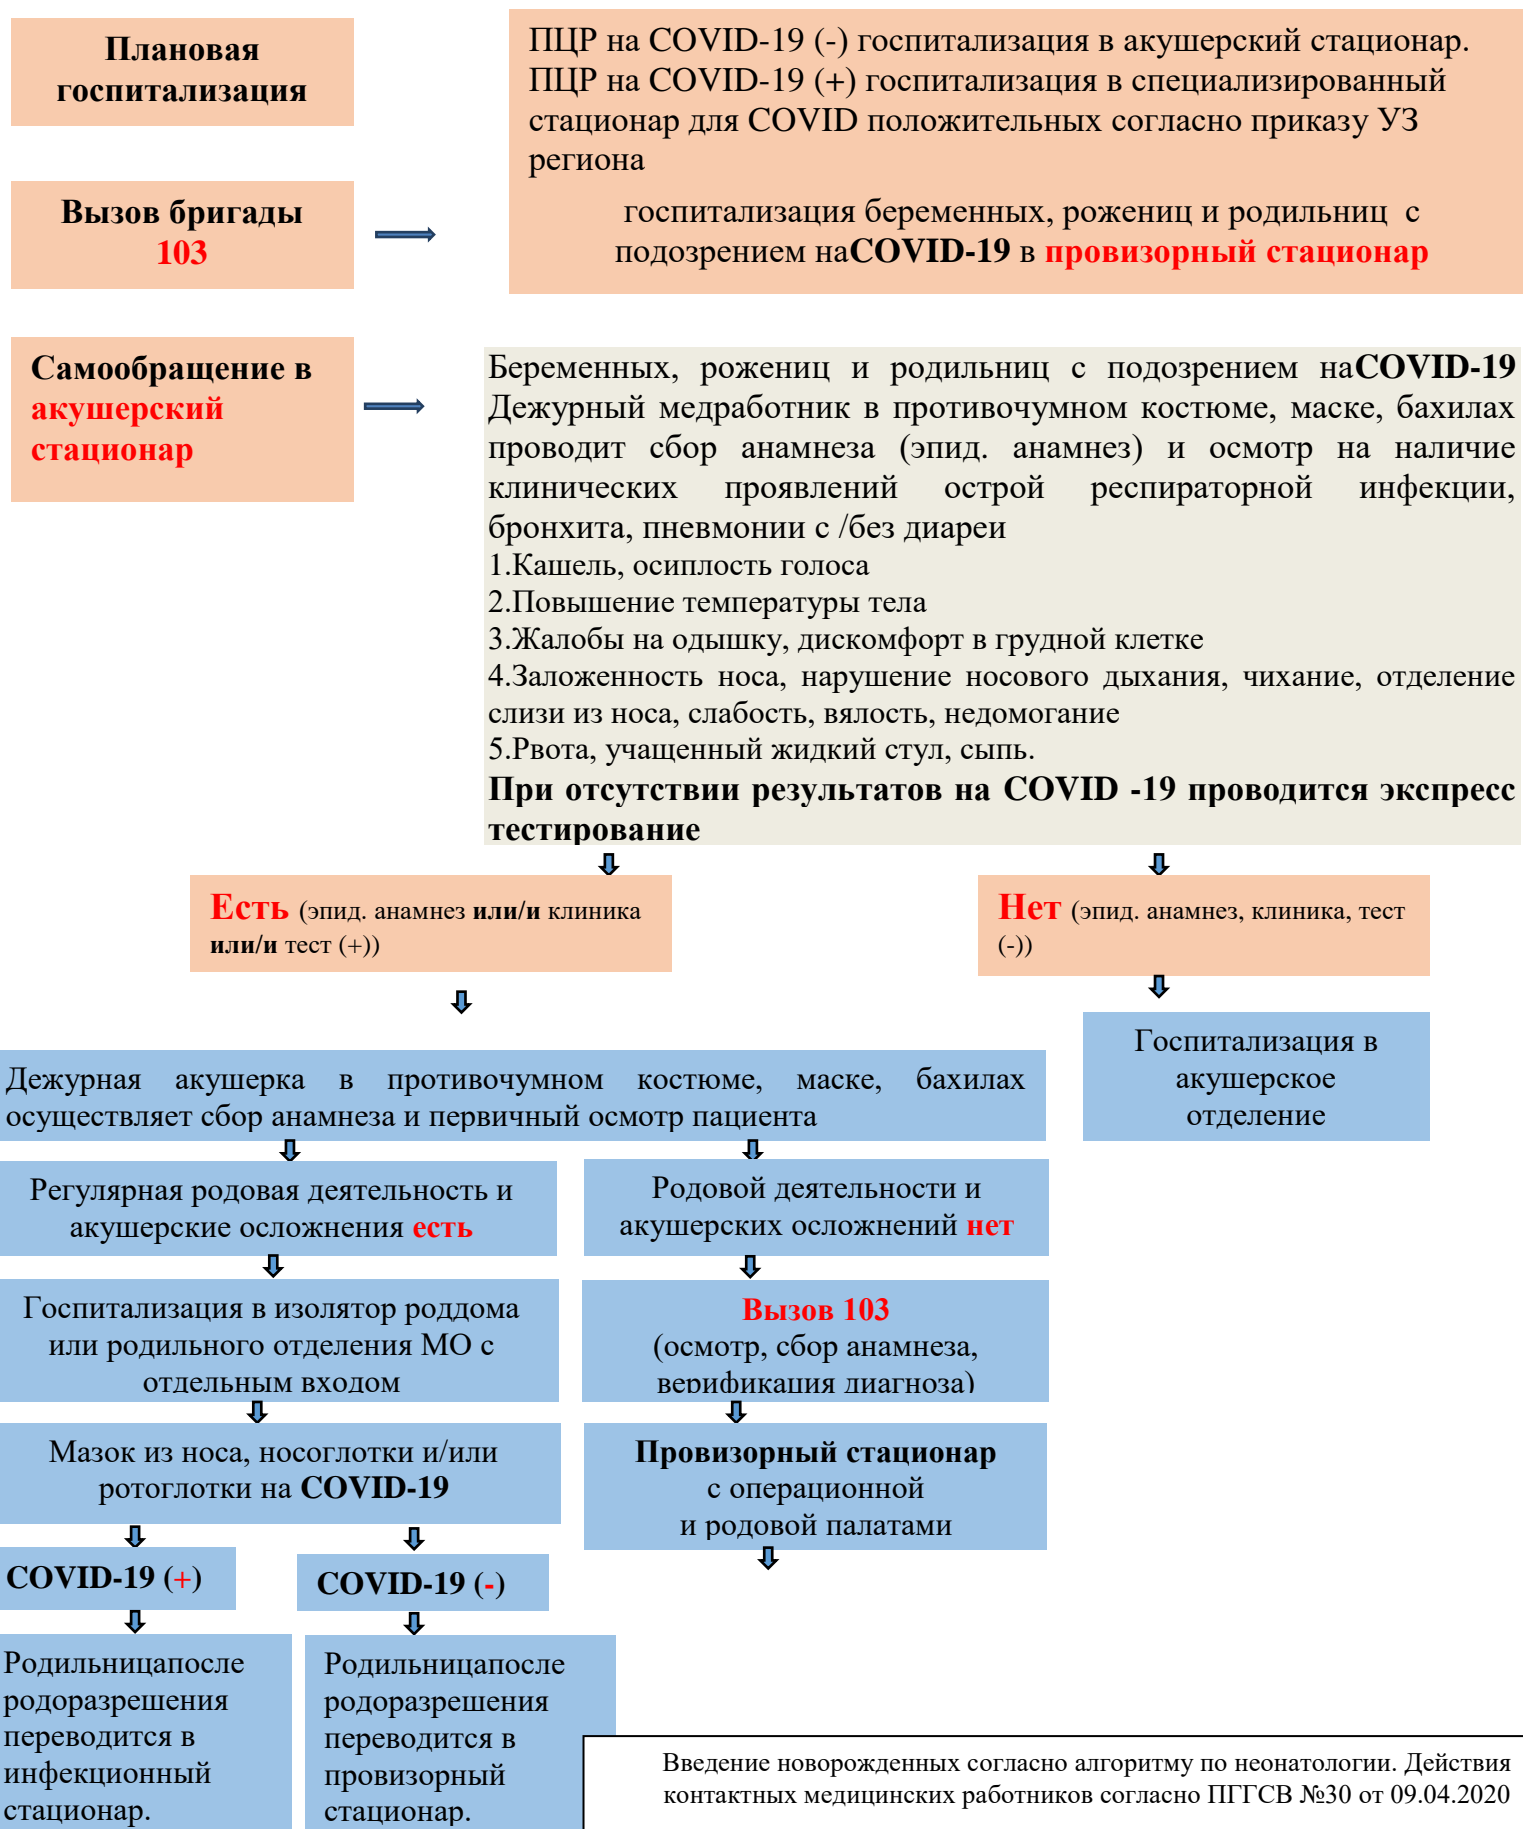 Плановая
госпитализация
ПЦР на COVID-19 (-) госпитализация в акушерский стационар.
ПЦР на COVID-19 (+) госпитализация в специализированный
стационар для COVID положительных согласно приказу УЗ
региона
Вызов бригады
103
госпитализация беременных, рожениц и родильниц с
подозрением наCOVID-19 в провизорный стационар
Самообращение в
акушерский
стационар
Беременных, рожениц и родильниц с подозрением наCOVID-19
Дежурный медработник в противочумном костюме, маске, бахилах
проводит сбор анамнеза (эпид. анамнез) и осмотр на наличие
клинических проявлений острой респираторной инфекции,
бронхита, пневмонии с /без диареи
1.Кашель, осиплость голоса
2.Повышение температуры тела
3.Жалобы на одышку, дискомфорт в грудной клетке
4.Заложенность носа, нарушение носового дыхания, чихание, отделение
слизи из носа, слабость, вялость, недомогание
5.Рвота, учащенный жидкий стул, сыпь.
При отсутствии результатов на COVID -19 проводится экспресс
тестирование
Есть (эпид. анамнез или/и клиника
или/и тест (+))
Нет (эпид. анамнез, клиника, тест
(-))
Госпитализация в
акушерское
отделение
Дежурная акушерка в противочумном костюме, маске, бахилах
осуществляет сбор анамнеза и первичный осмотр пациента
Регулярная родовая деятельность и
акушерские осложнения есть
Родовой деятельности и
акушерских осложнений нет
Госпитализация в изолятор роддома
или родильного отделения МО с
отдельным входом
Вызов 103
(осмотр, сбор анамнеза,
верификация диагноза)
Мазок из носа, носоглотки и/или
ротоглотки на COVID-19
Провизорный стационар
с операционной
и родовой палатами
COVID-19 (+)
COVID-19 (-)
Родильницапосле
родоразрешения
переводится в
инфекционный
стационар.
Родильницапосле
родоразрешения
переводится в
провизорный
стационар.
Введение новорожденных согласно алгоритму по неонатологии. Действия
контактных медицинских работников согласно ПГГСВ №30 от 09.04.2020